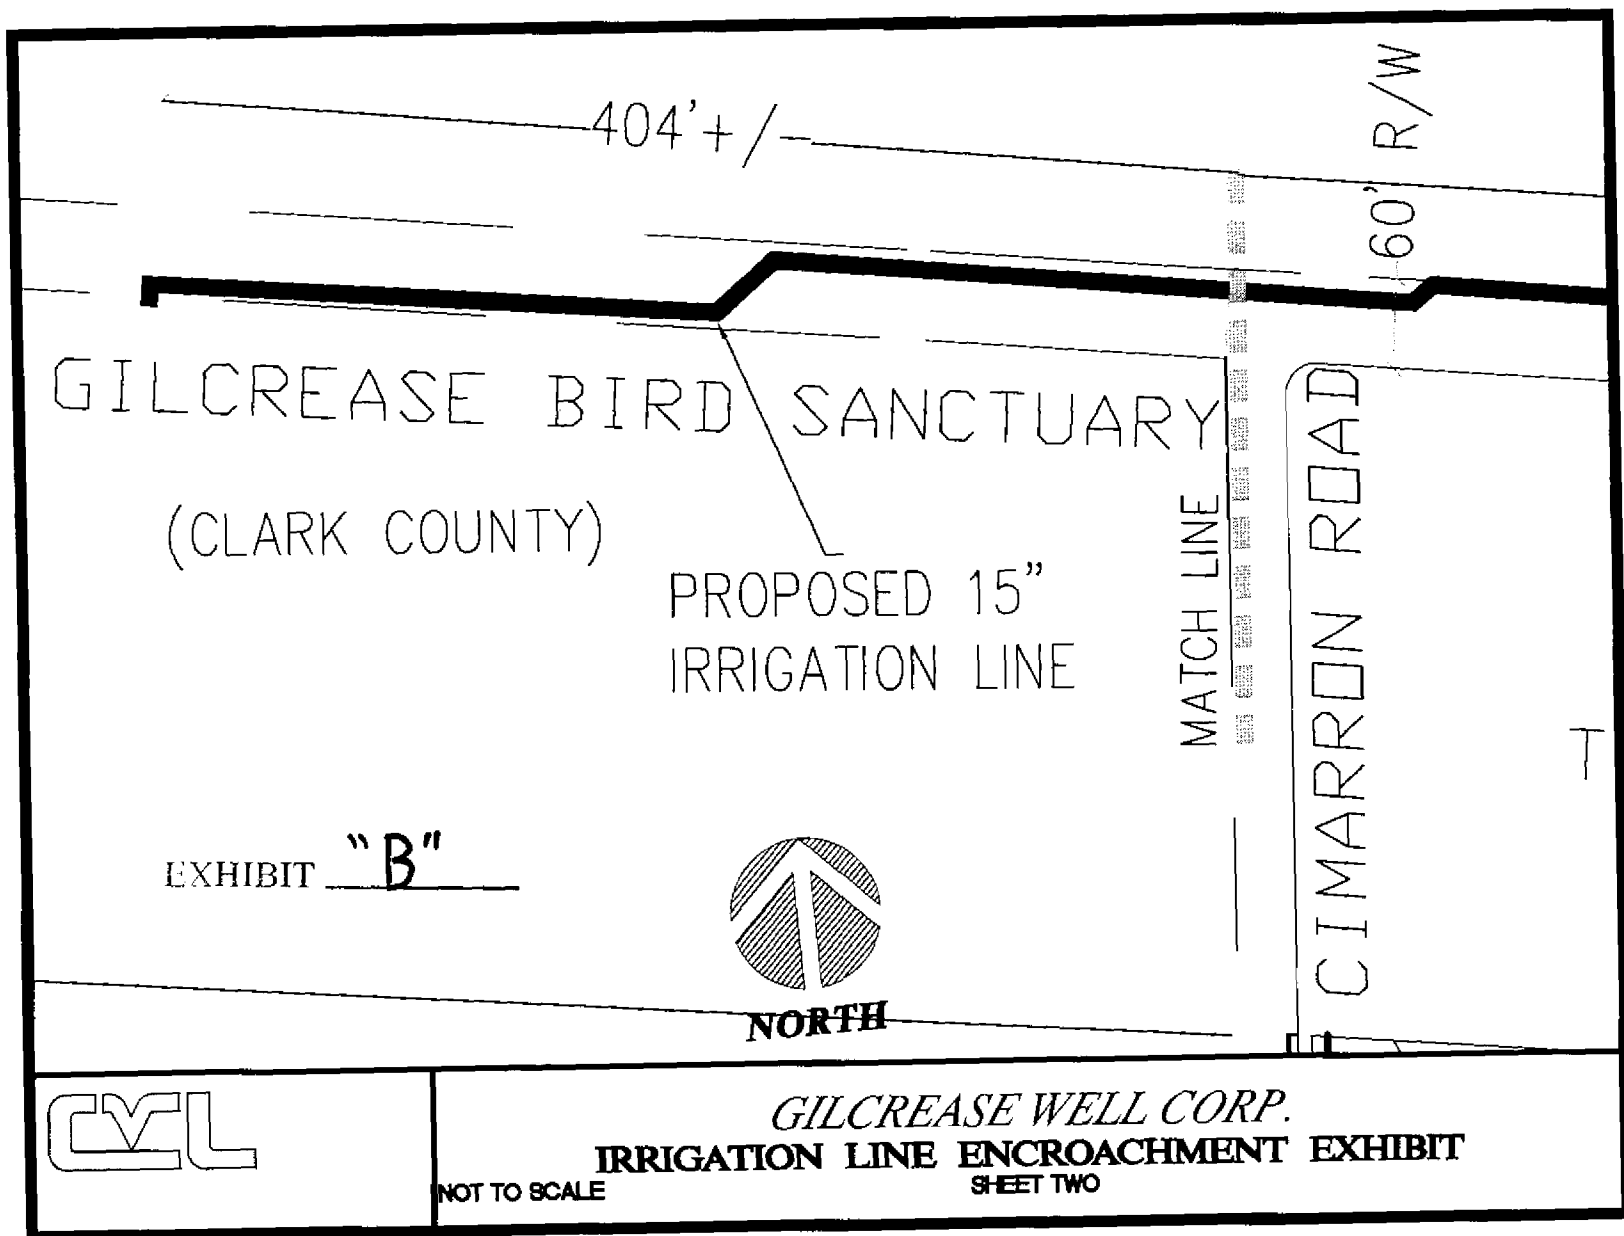 404'+/-
60' R/W
GILCREASE BIRD SANCTUARY
(CLARK COUNTY)
PROPOSED 15"
IRRIGATION LINE
MATCH LINE
CIMARRON ROAD
T
EXHIBIT "B"
NORTH
CVL
GILCREASE WELL CORP.
IRRIGATION LINE ENCROACHMENT EXHIBIT
NOT TO SCALE
SHEET TWO